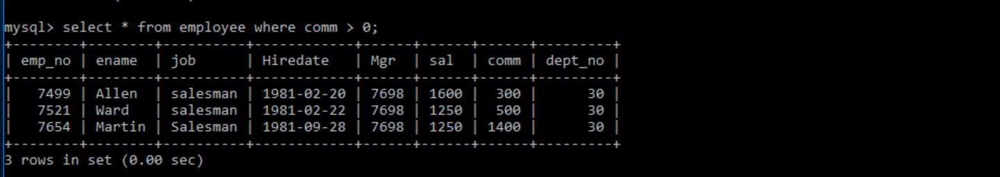 mysql> select * from employee where comm > 0;
+--------+--------+----------+------------+------+------+------+---------+
| emp_no | ename  | job      | Hiredate   | Mgr  | sal  | comm | dept_no |
+--------+--------+----------+------------+------+------+------+---------+
|   7499 | Allen  | salesman | 1981-02-20 | 7698 | 1600 |  300 |      30 |
|   7521 | Ward   | salesman | 1981-02-22 | 7698 | 1250 |  500 |      30 |
|   7654 | Martin | Salesman | 1981-09-28 | 7698 | 1250 | 1400 |      30 |
+--------+--------+----------+------------+------+------+------+---------+
3 rows in set (0.00 sec)